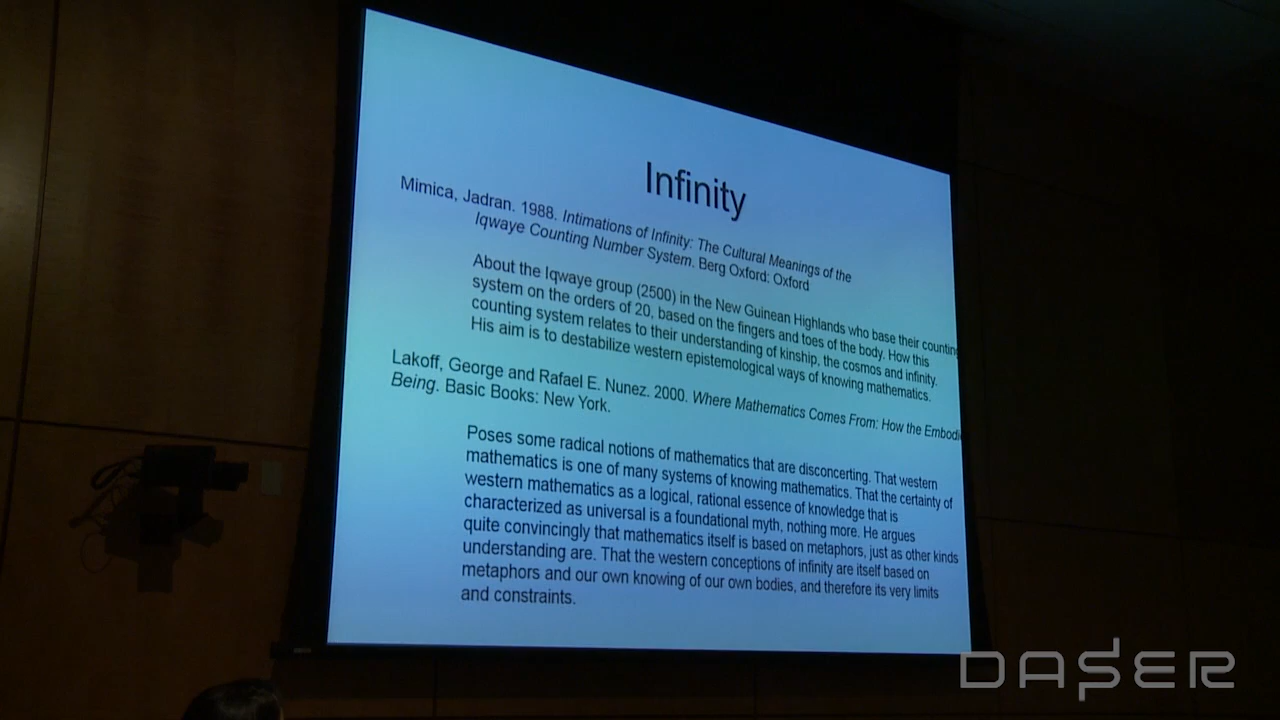 Infinity
Mimica, Jadran. 1988. Intimations of Infinity: The Cultural Meanings of the
Iqwaye Counting Number System. Berg Oxford: Oxford
About the Iqwaye group (2500) in the New Guinean Highlands who base their counting
system on the orders of 20, based on the fingers and toes of the body. How this
counting system relates to their understanding of kinship, the cosmos and infinity.
His aim is to destabilize western epistemological ways of knowing mathematics.
Lakoff, George and Rafael E. Nunez. 2000. Where Mathematics Comes From: How the Embodi
Being. Basic Books: New York.
Poses some radical notions of mathematics that are disconcerting. That western
mathematics is one of many systems of knowing mathematics. That the certainty of
western mathematics as a logical, rational essence of knowledge that is
characterized as universal is a foundational myth, nothing more. He argues
quite convincingly that mathematics itself is based on metaphors, just as other kinds
understanding are. That the western conceptions of infinity are itself based on
metaphors and our own knowing of our own bodies, and therefore its very limits
and constraints.
DASER